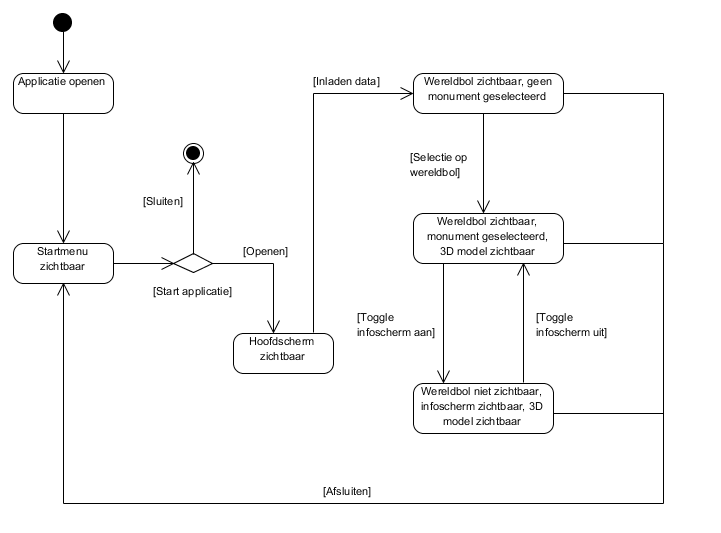 Applicatie openen
[Inladen data]
Wereldbol zichtbaar, geen
monument geselecteerd
[Selectie op
wereldbol]
[Sluiten]
Wereldbol zichtbaar,
monument geselecteerd,
3D model zichtbaar
Startmenu
zichtbaar
[Openen]
[Start applicatie]
Hoofdscherm
zichtbaar
[Toggle
infoscherm aan]
[Toggle
infoscherm uit]
Wereldbol niet zichtbaar,
infoscherm zichtbaar, 3D
model zichtbaar
[Afsluiten]